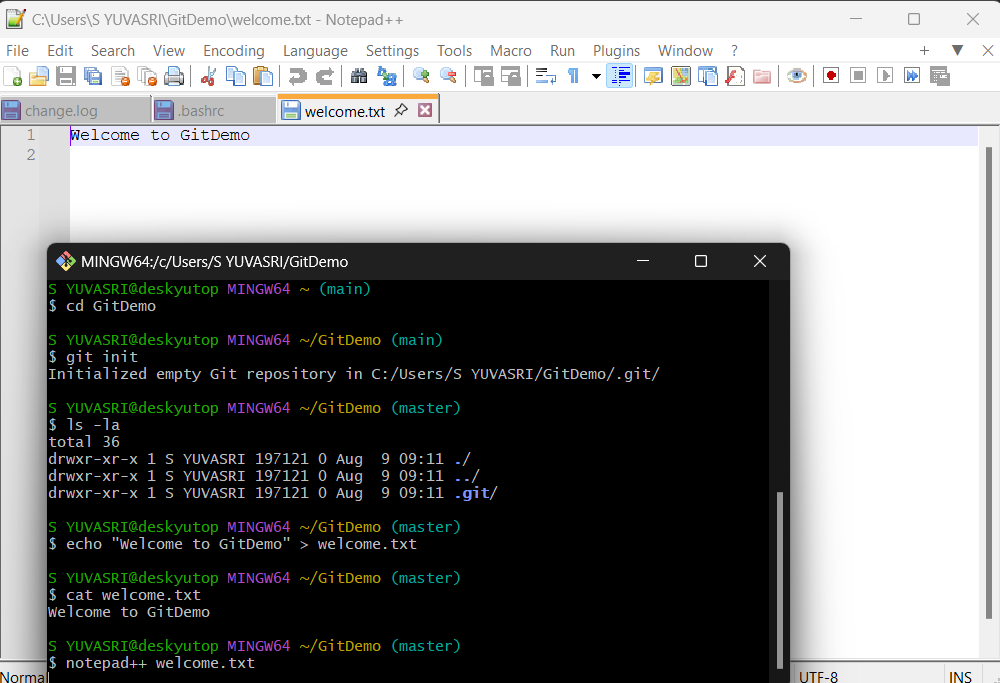 C:\Users\S YUVASRI\GitDemo\welcome.txt - Notepad++
File Edit Search View Encoding Language Settings Tools Macro Run Plugins Window ?
change.log .bashrc welcome.txt
1 Welcome to GitDemo
2
MINGW64:/c/Users/S YUVASRI/GitDemo
S YUVASRI@deskyutop MINGW64 ~ (main)
$ cd GitDemo
S YUVASRI@deskyutop MINGW64 ~/GitDemo (main)
$ git init
Initialized empty Git repository in C:/Users/S YUVASRI/GitDemo/.git/
S YUVASRI@deskyutop MINGW64 ~/GitDemo (master)
$ ls -la
total 36
drwxr-xr-x 1 S YUVASRI 197121 0 Aug  9 09:11 ./
drwxr-xr-x 1 S YUVASRI 197121 0 Aug  9 09:11 ../
drwxr-xr-x 1 S YUVASRI 197121 0 Aug  9 09:11 .git/
S YUVASRI@deskyutop MINGW64 ~/GitDemo (master)
$ echo "Welcome to GitDemo" > welcome.txt
S YUVASRI@deskyutop MINGW64 ~/GitDemo (master)
$ cat welcome.txt
Welcome to GitDemo
S YUVASRI@deskyutop MINGW64 ~/GitDemo (master)
$ notepad++ welcome.txt
Normal UTF-8 INS